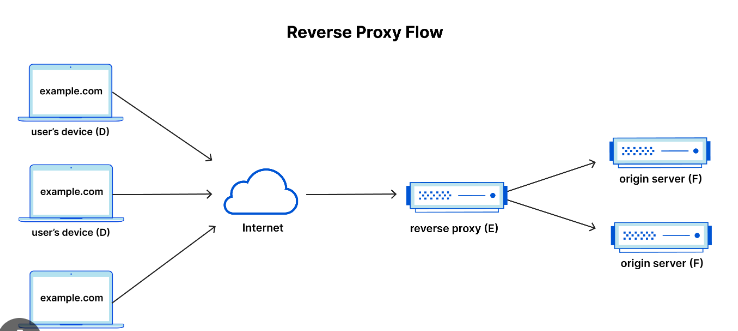 Reverse Proxy Flow
example.com
user's device (D)
example.com
user's device (D)
example.com
Internet
reverse proxy (E)
origin server (F)
origin server (F)